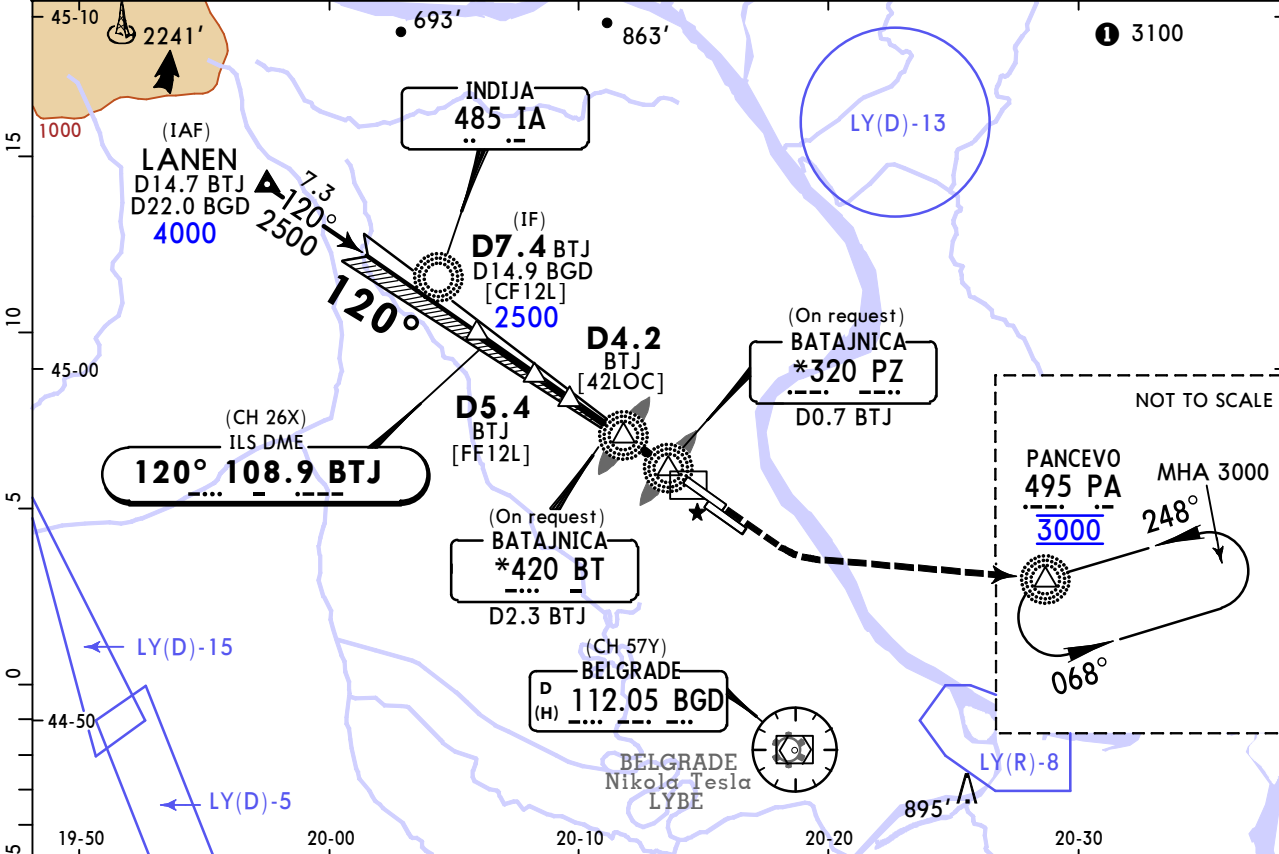 45-10
2241'
693'
863'
❶ 3100
1000
15
(IAF)
LANEN
D14.7 BTJ
D22.0 BGD
4000
7.3
120°
2500
INDIJA
485 IA
LY(D)-13
(IF)
D7.4 BTJ
D14.9 BGD
[CF12L]
2500
120°
10
45-00
D4.2
BTJ
[42LOC]
(On request)
BATAJNICA
*320 PZ
D0.7 BTJ
D5.4
BTJ
[FF12L]
(CH 26X)
ILS DME
120° 108.9 BTJ
NOT TO SCALE
PANCEVO
495 PA
3000
MHA 3000
248°
068°
5
(On request)
BATAJNICA
*420 BT
D2.3 BTJ
LY(D)-15
(CH 57Y)
BELGRADE
D
(H)
112.05 BGD
0
44-50
BELGRADE
Nikola Tesla
LYBE
LY(R)-8
LY(D)-5
895'
5
19-50
20-00
20-10
20-20
20-30